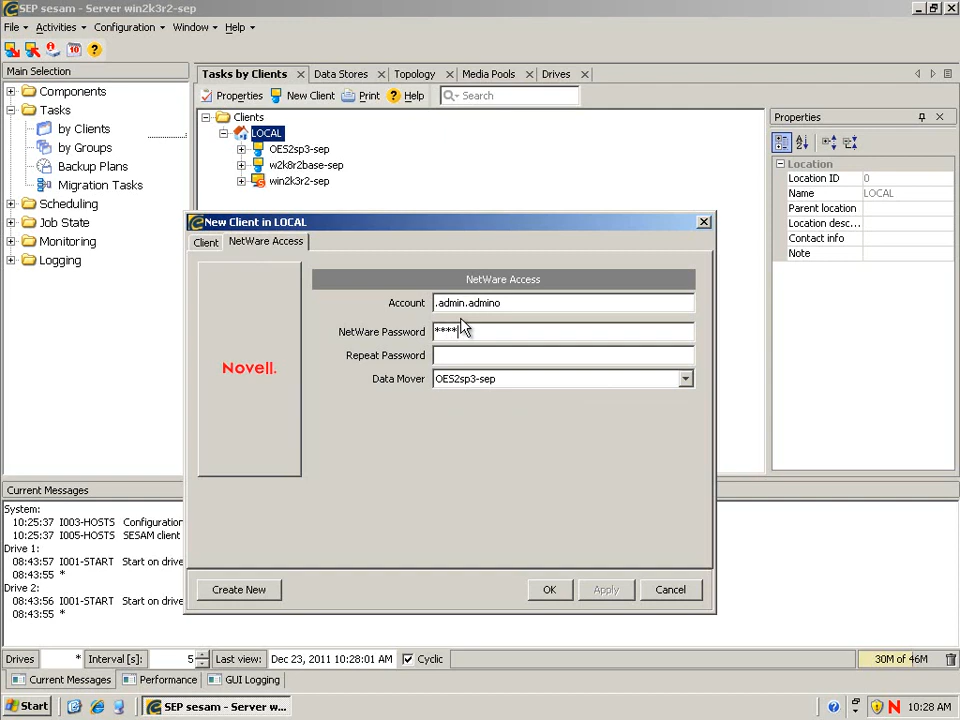 SEP sesam - Server win2k3r2-sep
File Activities Configuration Window Help
10
Main Selection
Components
Tasks
by Clients
by Groups
Backup Plans
Migration Tasks
Scheduling
Job State
Monitoring
Logging
Tasks by Clients Data Stores Topology Media Pools Drives
Properties New Client Print Help Search
Clients
LOCAL
OES2sp3-sep
w2k8r2base-sep
win2k3r2-sep
Properties
Location
Location ID 0
Name LOCAL
Parent location
Location desc...
Contact info
Note
New Client in LOCAL
Client NetWare Access
Novell.
NetWare Access
Account .admin.admino
NetWare Password ****
Repeat Password
Data Mover OES2sp3-sep
Create New OK Apply Cancel
Current Messages
System:
10:25:37 I003-HOSTS Configuration
10:25:37 I005-HOSTS SESAM client
Drive 1:
08:43:57 I001-START Start on drive
08:43:55 *
Drive 2:
08:43:56 I001-START Start on drive
08:43:55 *
Drives * Interval [s]: 5 Last view: Dec 23, 2011 10:28:01 AM Cyclic 30M of 46M
Current Messages Performance GUI Logging
Start SEP sesam - Server w... 10:28 AM